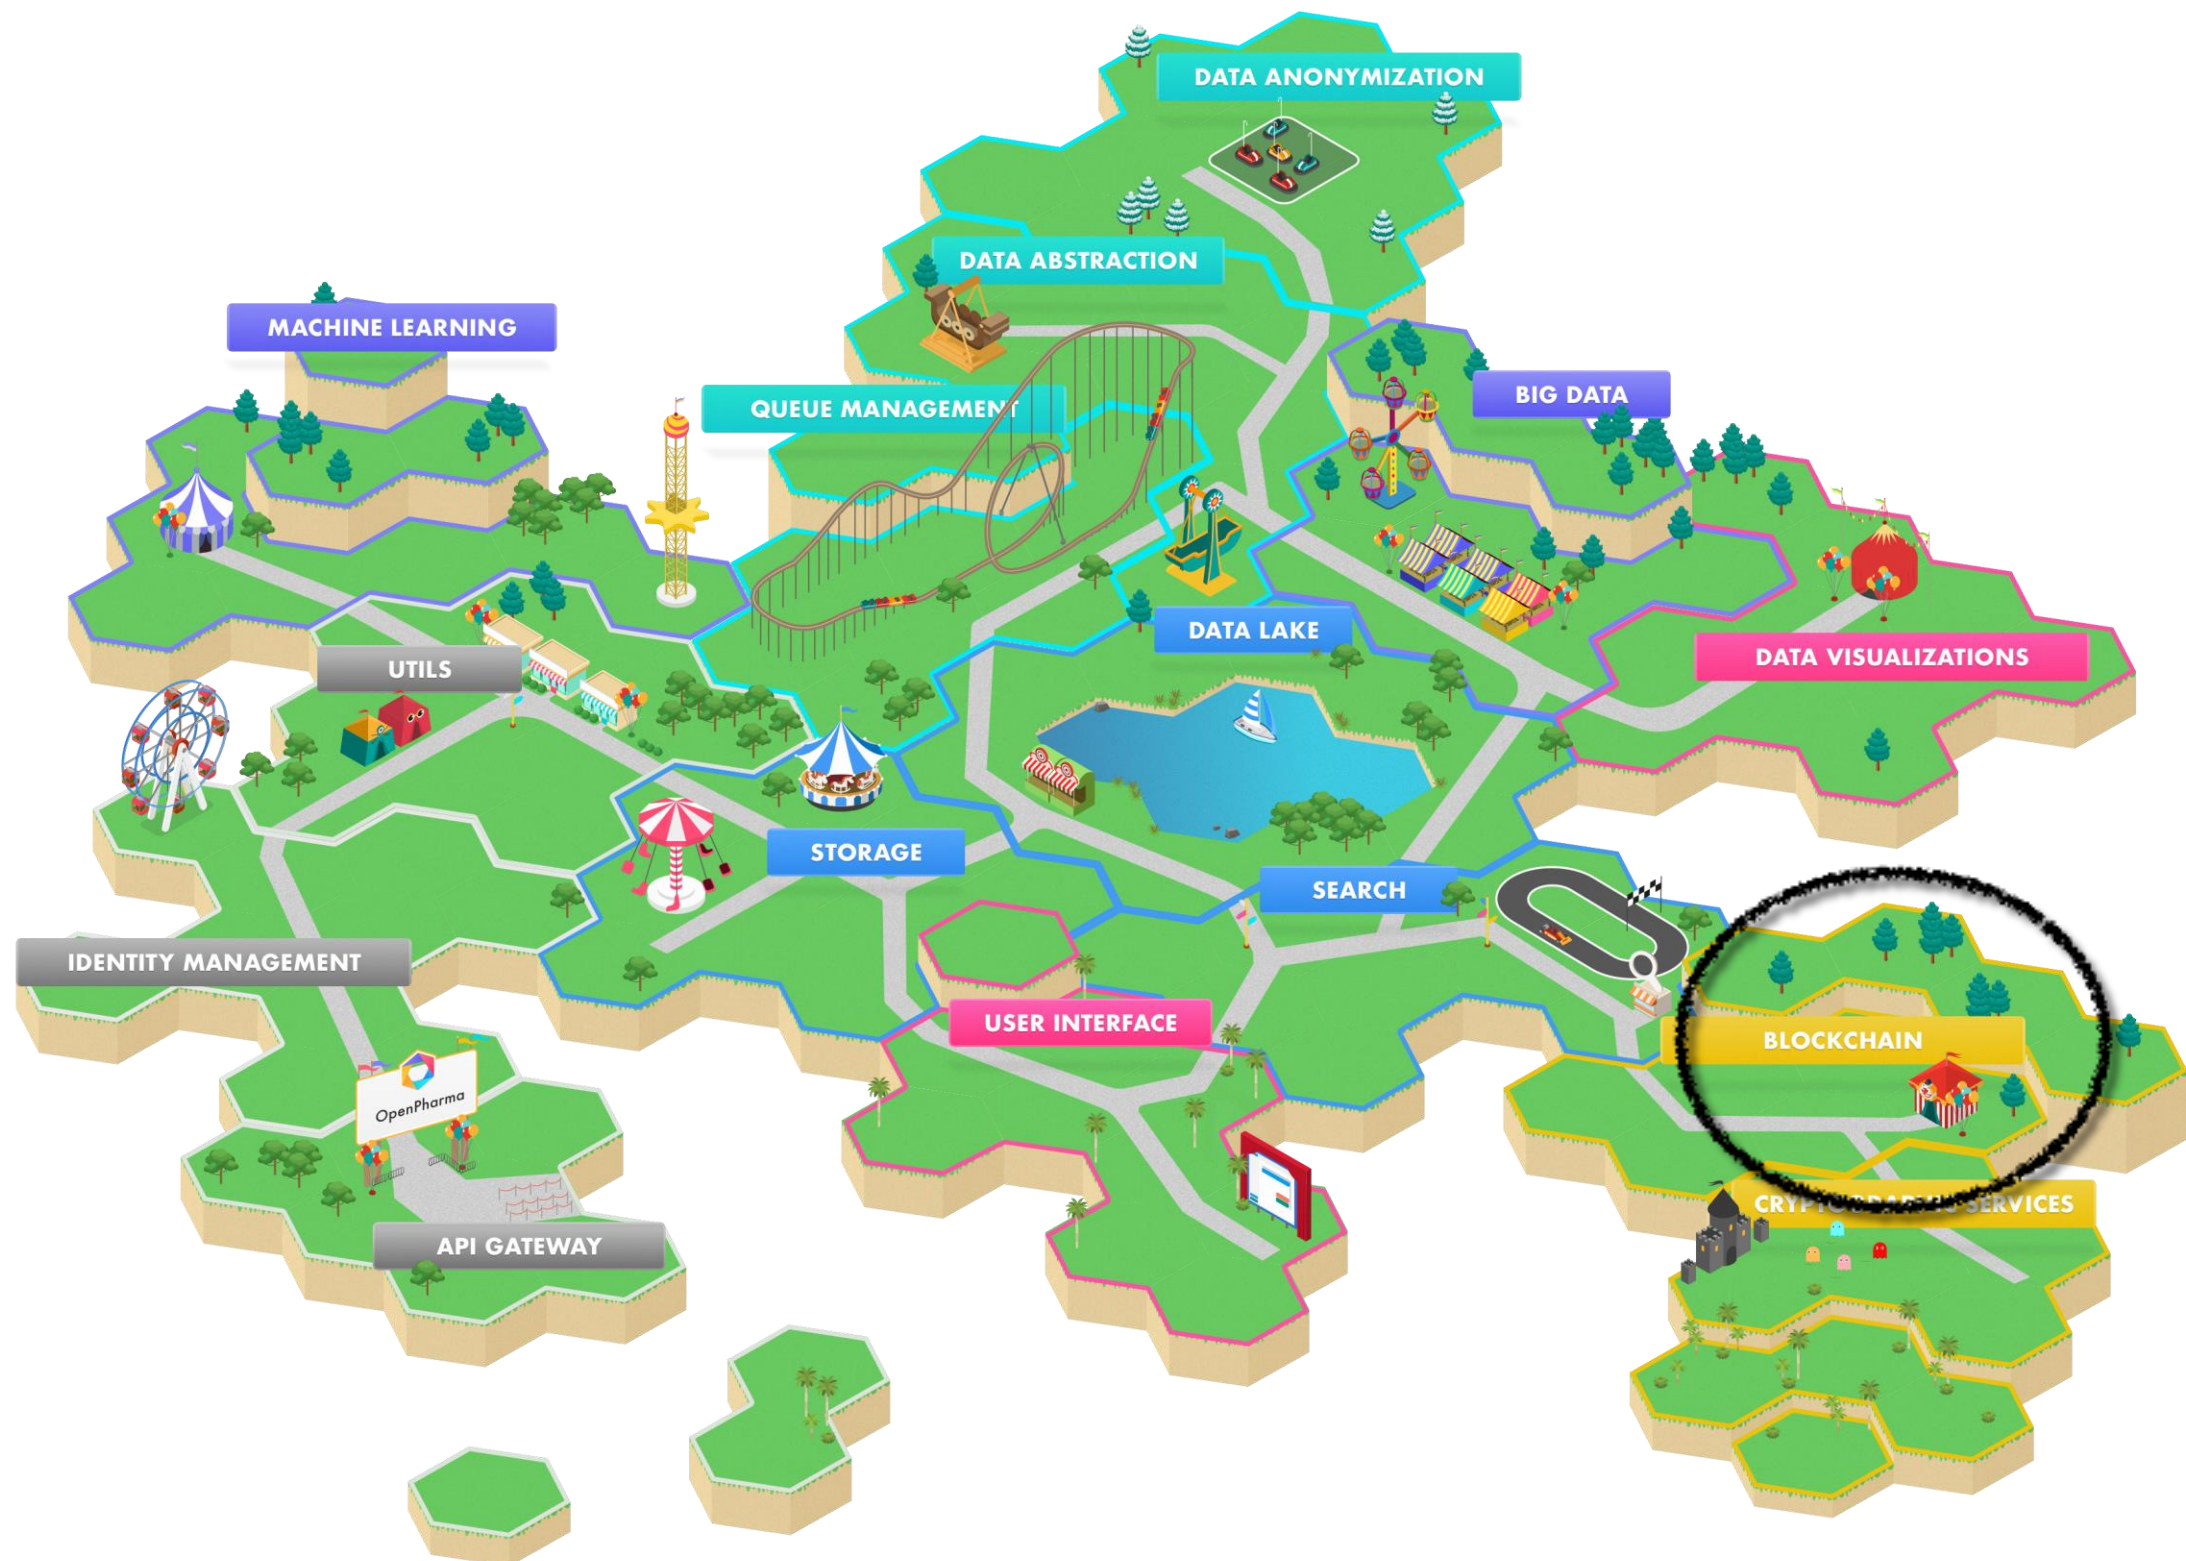 DATA ANONYMIZATION
DATA ABSTRACTION
MACHINE LEARNING
BIG DATA
QUEUE MANAGEMENT
DATA LAKE
DATA VISUALIZATIONS
UTILS
STORAGE
SEARCH
IDENTITY MANAGEMENT
USER INTERFACE
BLOCKCHAIN
OpenPharma
CRYPTOGRAPHIC SERVICES
API GATEWAY